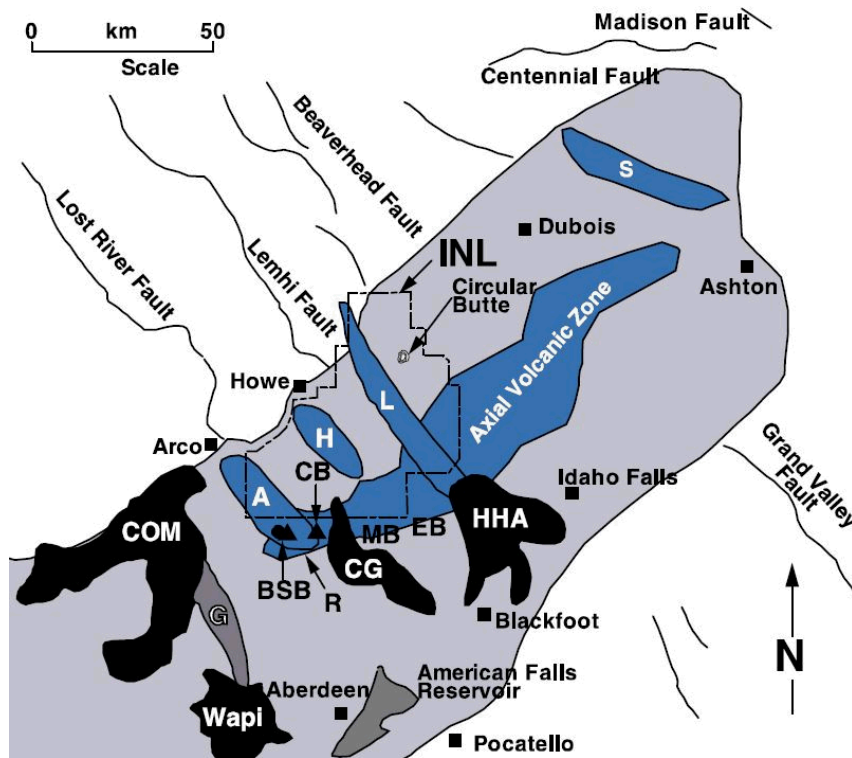 0 km 50
Scale
Madison Fault
Centennial Fault
Beaverhead Fault
Lost River Fault
Lemhi Fault
S
Dubois
INL
Circular
Butte
Ashton
Axial Volcanic Zone
Howe
L
H
Arco
CB
A
Grand Valley
Fault
Idaho Falls
COM
HHA
MB
EB
CG
BSB
R
G
Blackfoot
N
American Falls
Reservoir
Aberdeen
Wapi
Pocatello